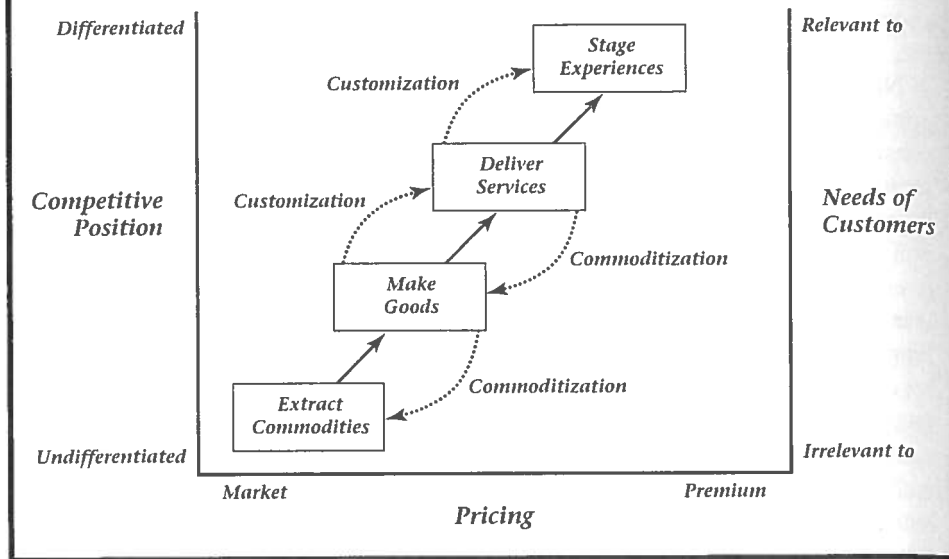 Differentiated
Relevant to
Stage
Experiences
Customization
Deliver
Services
Competitive
Position
Customization
Needs of
Customers
Commoditization
Make
Goods
Commoditization
Extract
Commodities
Undifferentiated
Irrelevant to
Market
Premium
Pricing